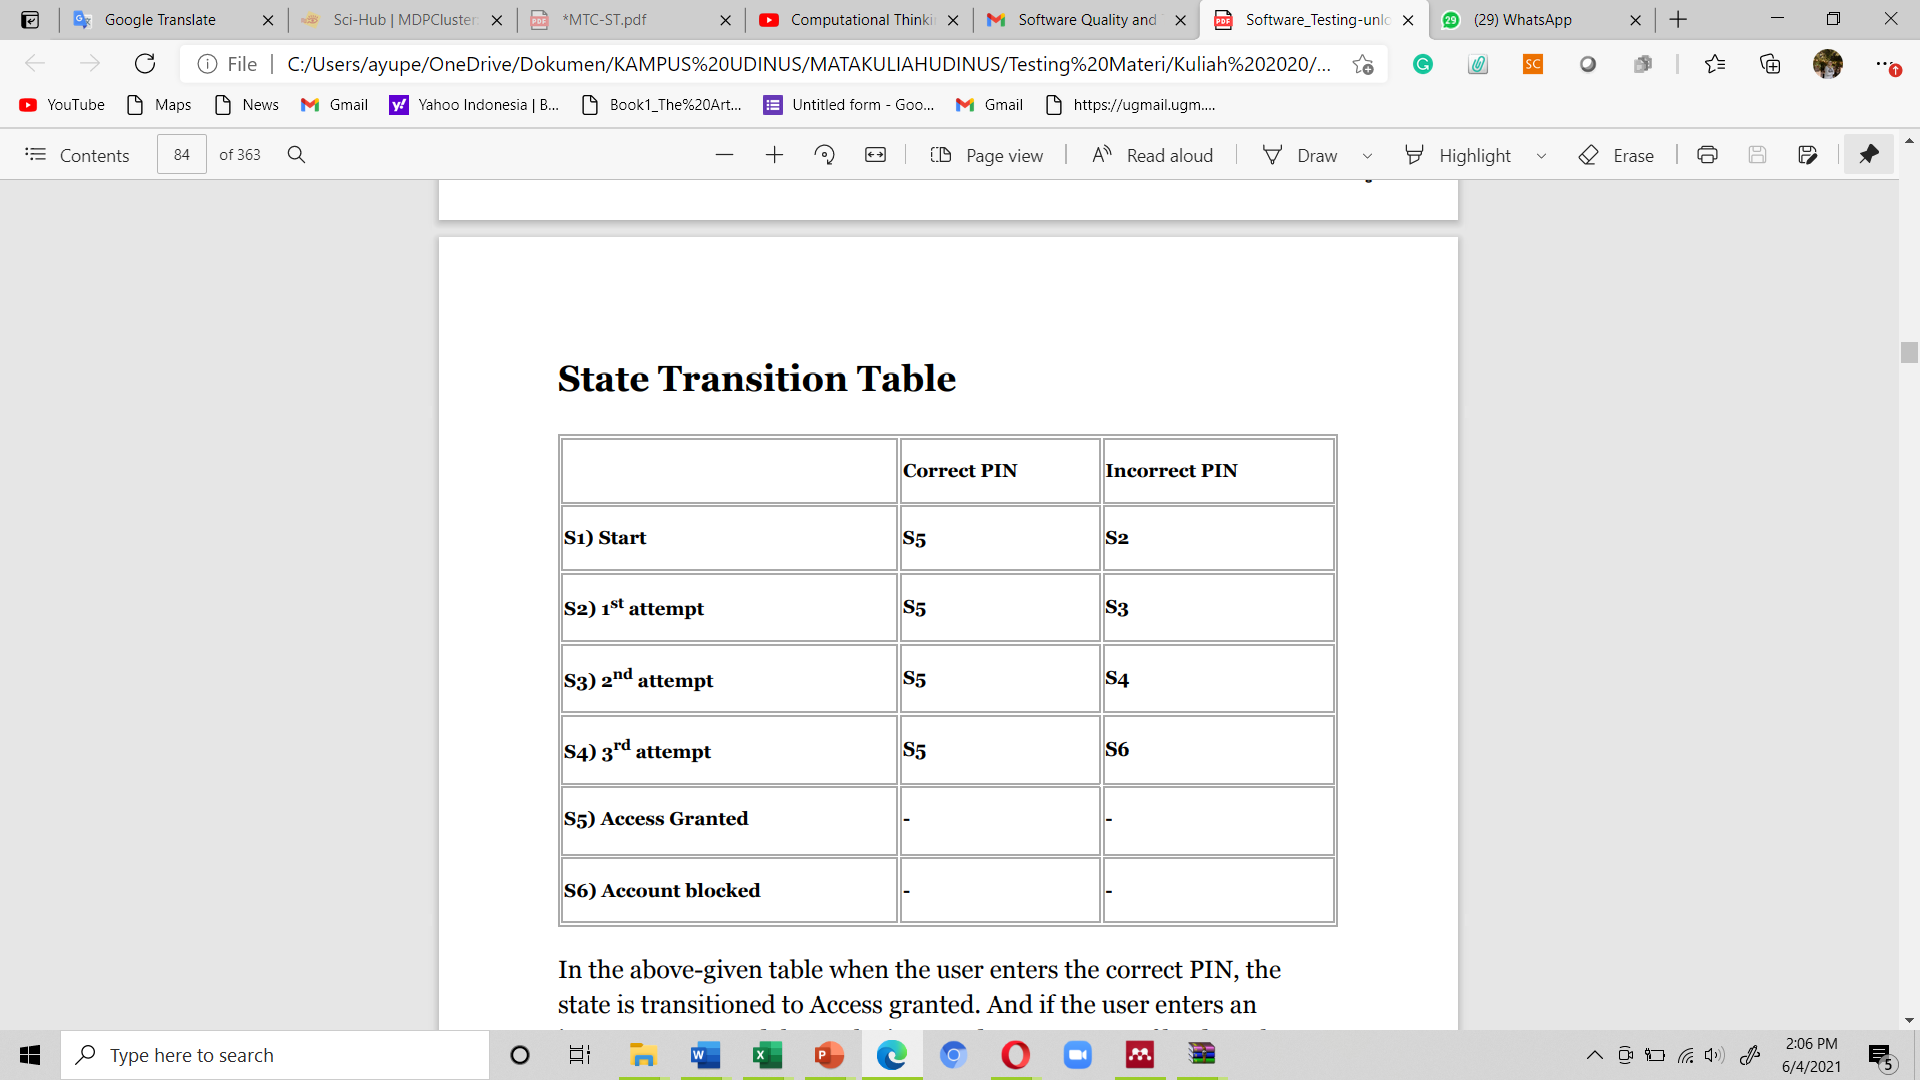 Google Translate
Sci-Hub | MDPCluster
*MTC-ST.pdf
Computational Thinki
Software Quality and
Software_Testing-unlo
(29) WhatsApp
File
C:/Users/ayupe/OneDrive/Dokumen/KAMPUS%20UDINUS/MATAKULIAHUDINUS/Testing%20Materi/Kuliah%202020/...
YouTube
Maps
News
Gmail
Yahoo Indonesia | B...
Book1_The%20Art...
Untitled form - Goo...
Gmail
https://ugmail.ugm....
Contents
84
of 363
Page view
Read aloud
Draw
Highlight
Erase
State Transition Table
Correct PIN Incorrect PIN
S1) Start S5 S2
S2) 1st attempt S5 S3
S3) 2nd attempt S5 S4
S4) 3rd attempt S5 S6
S5) Access Granted - -
S6) Account blocked - -
In the above-given table when the user enters the correct PIN, the
state is transitioned to Access granted. And if the user enters an
Type here to search
2:06 PM
6/4/2021
5